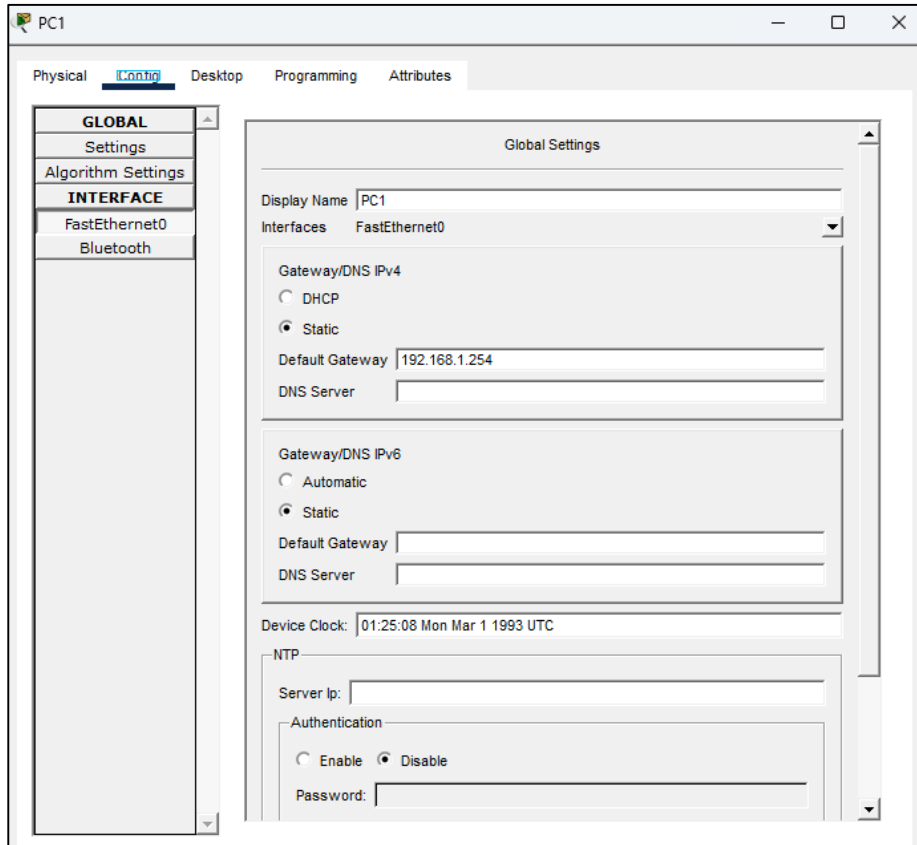 PC1
Physical Config Desktop Programming Attributes
GLOBAL
Settings
Algorithm Settings
INTERFACE
FastEthernet0
Bluetooth
Global Settings
Display Name PC1
Interfaces FastEthernet0
Gateway/DNS IPv4
DHCP
Static
Default Gateway 192.168.1.254
DNS Server
Gateway/DNS IPv6
Automatic
Static
Default Gateway
DNS Server
Device Clock: 01:25:08 Mon Mar 1 1993 UTC
NTP
Server Ip:
Authentication
Enable Disable
Password: